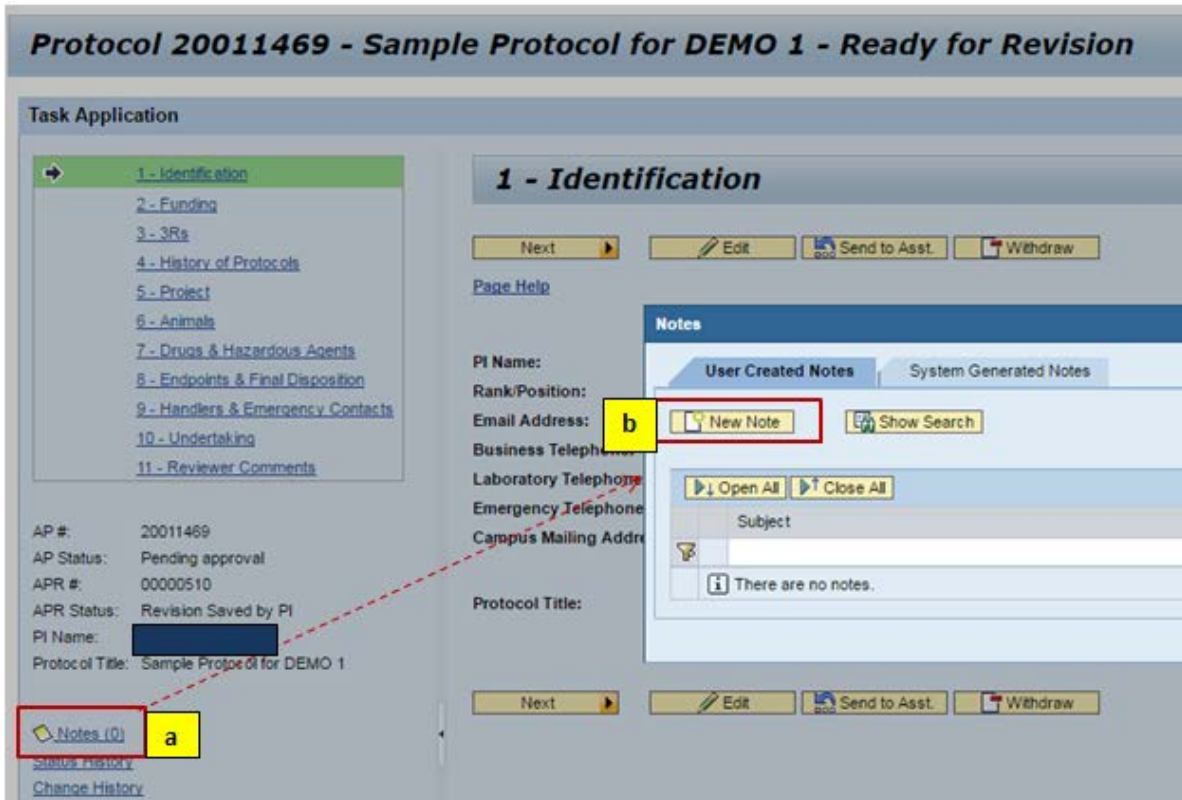 Protocol 20011469 - Sample Protocol for DEMO 1 - Ready for Revision
Task Application
1 - Identification
2 - Funding
3 - 3Rs
4 - History of Protocols
5 - Project
6 - Animals
7 - Drugs & Hazardous Agents
8 - Endpoints & Final Disposition
9 - Handlers & Emergency Contacts
10 - Undertaking
11 - Reviewer Comments
AP #: 20011469
AP Status: Pending approval
APR #: 00000510
APR Status: Revision Saved by PI
PI Name:
Protocol Title: Sample Protocol for DEMO 1
Notes (0)
a
Status History
Change History
1 - Identification
Next Edit Send to Asst. Withdraw
Page Help
PI Name:
Rank/Position:
Email Address:
Business Telephone:
Laboratory Telephone
Emergency Telephone
Campus Mailing Addre
Protocol Title:
Next Edit Send to Asst. Withdraw
Notes
User Created Notes System Generated Notes
b
New Note Show Search
Open All Close All
Subject
There are no notes.